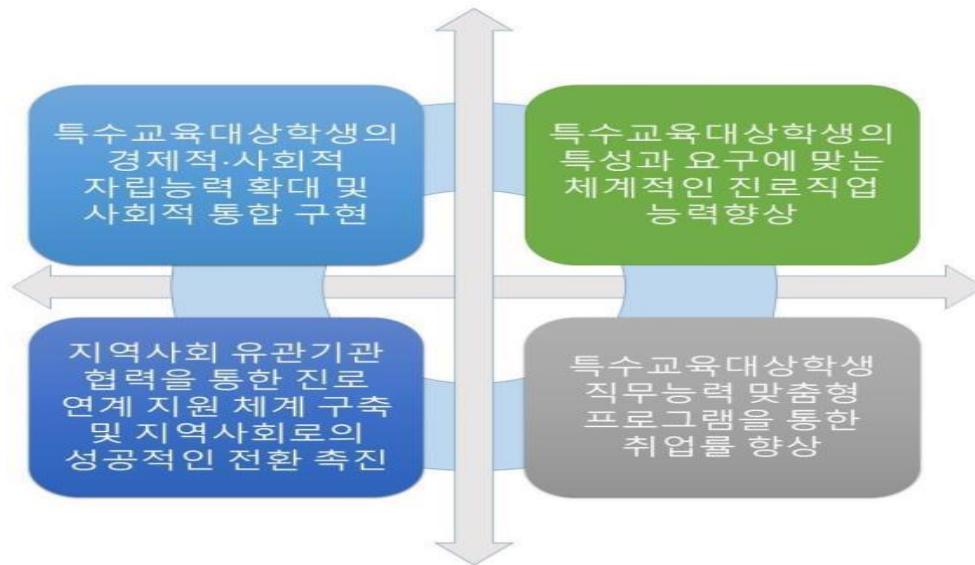 특수교육대상학생의
경제적·사회적
자립능력 확대 및
사회적 통합 구현
특수교육대상학생의
특성과 요구에 맞는
체계적인 진로직업
능력향상
지역사회 유관기관
협력을 통한 진로
연계 지원 체계 구축
및 지역사회로의
성공적인 전환 촉진
특수교육대상학생
직무능력 맞춤형
프로그램을 통한
취업률 향상